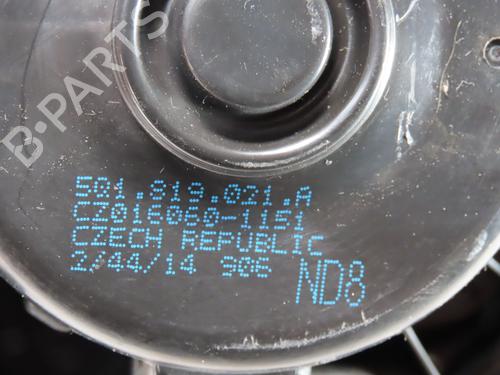 B-PARTS
5Q1.819.021.A
CZ016060-1151
CZECH REPUBLIC
2/44/14 906
ND8